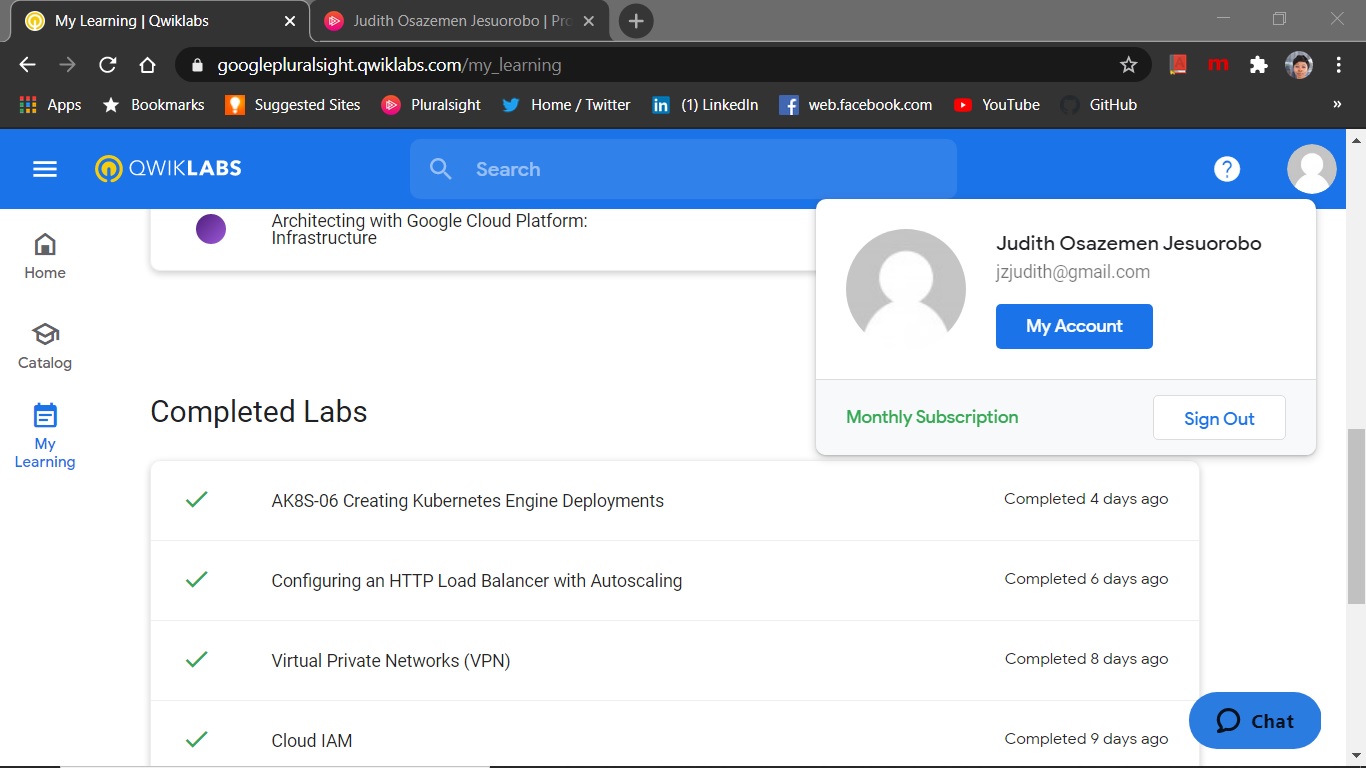 My Learning | Qwiklabs
Judith Osazemen Jesuorobo | Pro
googlepluralsight.qwiklabs.com/my_learning
Apps Bookmarks Suggested Sites Pluralsight Home / Twitter (1) LinkedIn web.facebook.com YouTube GitHub »
QWIKLABS
Search
Architecting with Google Cloud Platform:
Infrastructure
Judith Osazemen Jesuorobo
jzjudith@gmail.com
My Account
Monthly Subscription
Sign Out
Home
Catalog
My
Learning
Completed Labs
AK8S-06 Creating Kubernetes Engine Deployments Completed 4 days ago
Configuring an HTTP Load Balancer with Autoscaling Completed 6 days ago
Virtual Private Networks (VPN) Completed 8 days ago
Cloud IAM Completed 9 days ago
Chat